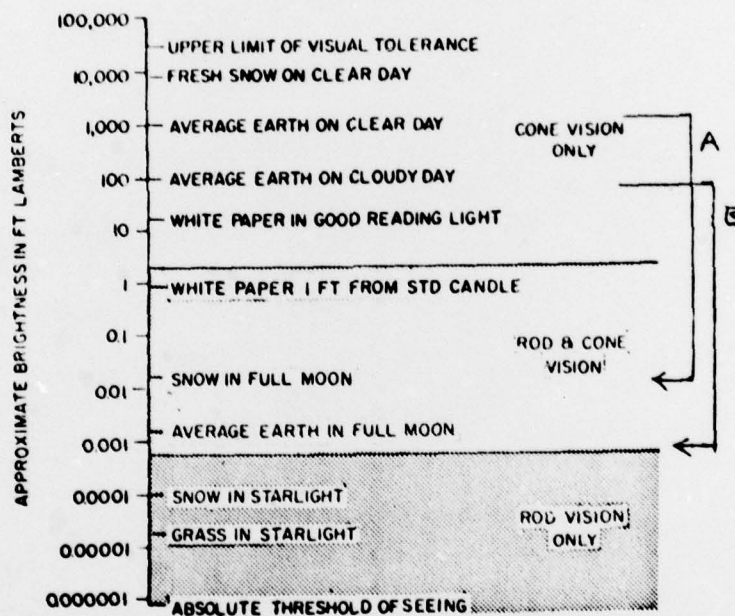 APPROXIMATE BRIGHTNESS IN FT LAMBERTS
100,000
UPPER LIMIT OF VISUAL TOLERANCE
10,000 FRESH SNOW ON CLEAR DAY
1,000 AVERAGE EARTH ON CLEAR DAY
CONE VISION
ONLY
A
100 AVERAGE EARTH ON CLOUDY DAY
WHITE PAPER IN GOOD READING LIGHT
B
10
1 WHITE PAPER 1 FT FROM STD CANDLE
0.1
ROD & CONE
VISION
SNOW IN FULL MOON
0.01
AVERAGE EARTH IN FULL MOON
0.001
0.0001 SNOW IN STARLIGHT
ROD VISION
ONLY
GRASS IN STARLIGHT
0.00001
0.0000001
ABSOLUTE THRESHOLD OF SEEING